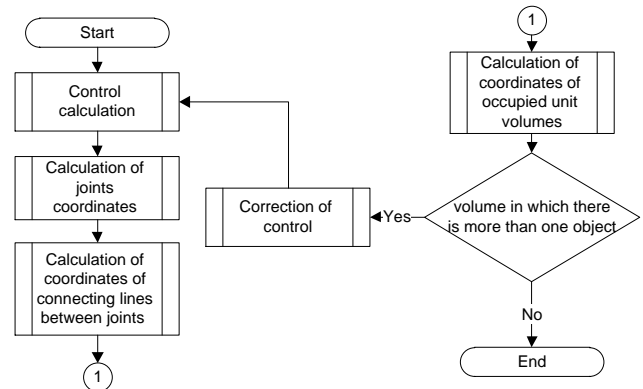 Start
Control
calculation
Calculation of
joints
coordinates
Calculation of
coordinates of
connecting lines
between joints
1
1
Calculation of
coordinates of
occupied unit
volumes
volume in which there
is more than one object
Yes
Correction of
control
No
End